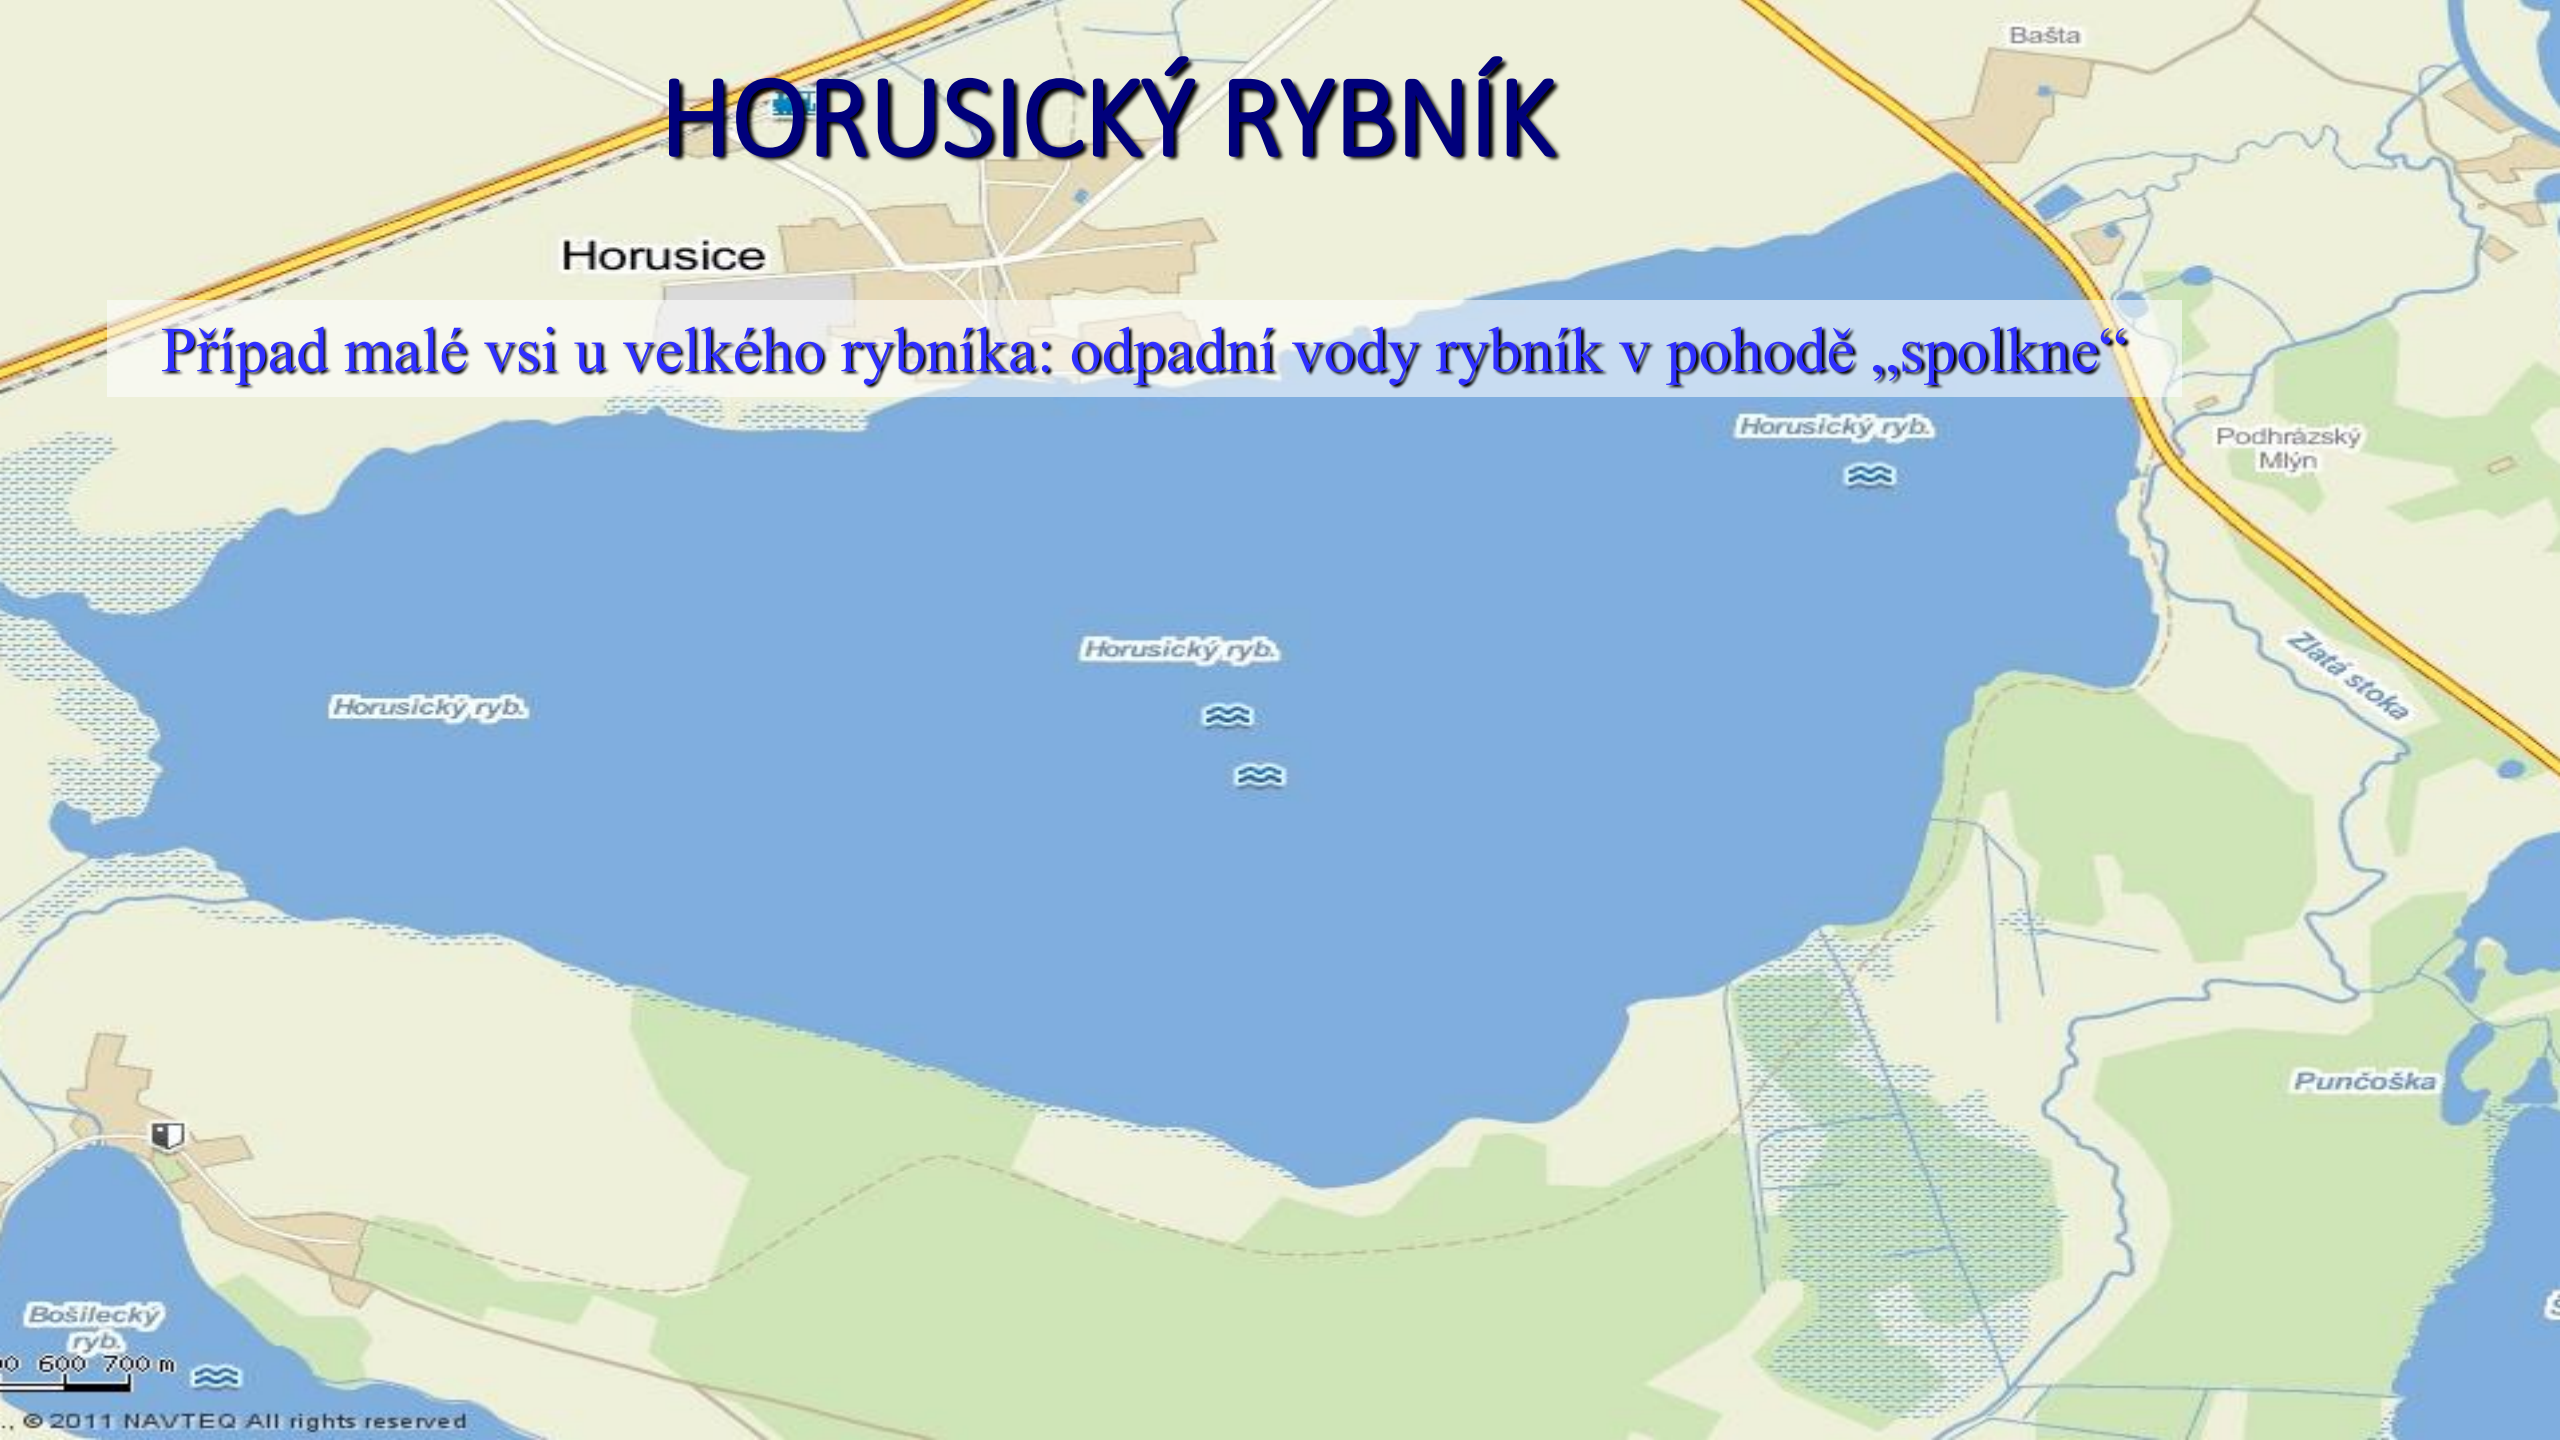 Bašta
HORUSICKÝ RYBNÍK
Horusice
Případ malé vsi u velkého rybníka: odpadní vody rybník v pohodě „spolkne“
Horusický ryb.
Podhrázský
Mlýn
Horusický ryb.
Zlatá stoka
Horusický ryb.
Punčoška
Bošilecký
ryb.
600 700 m
© 2011 NAVTEQ All rights reserved